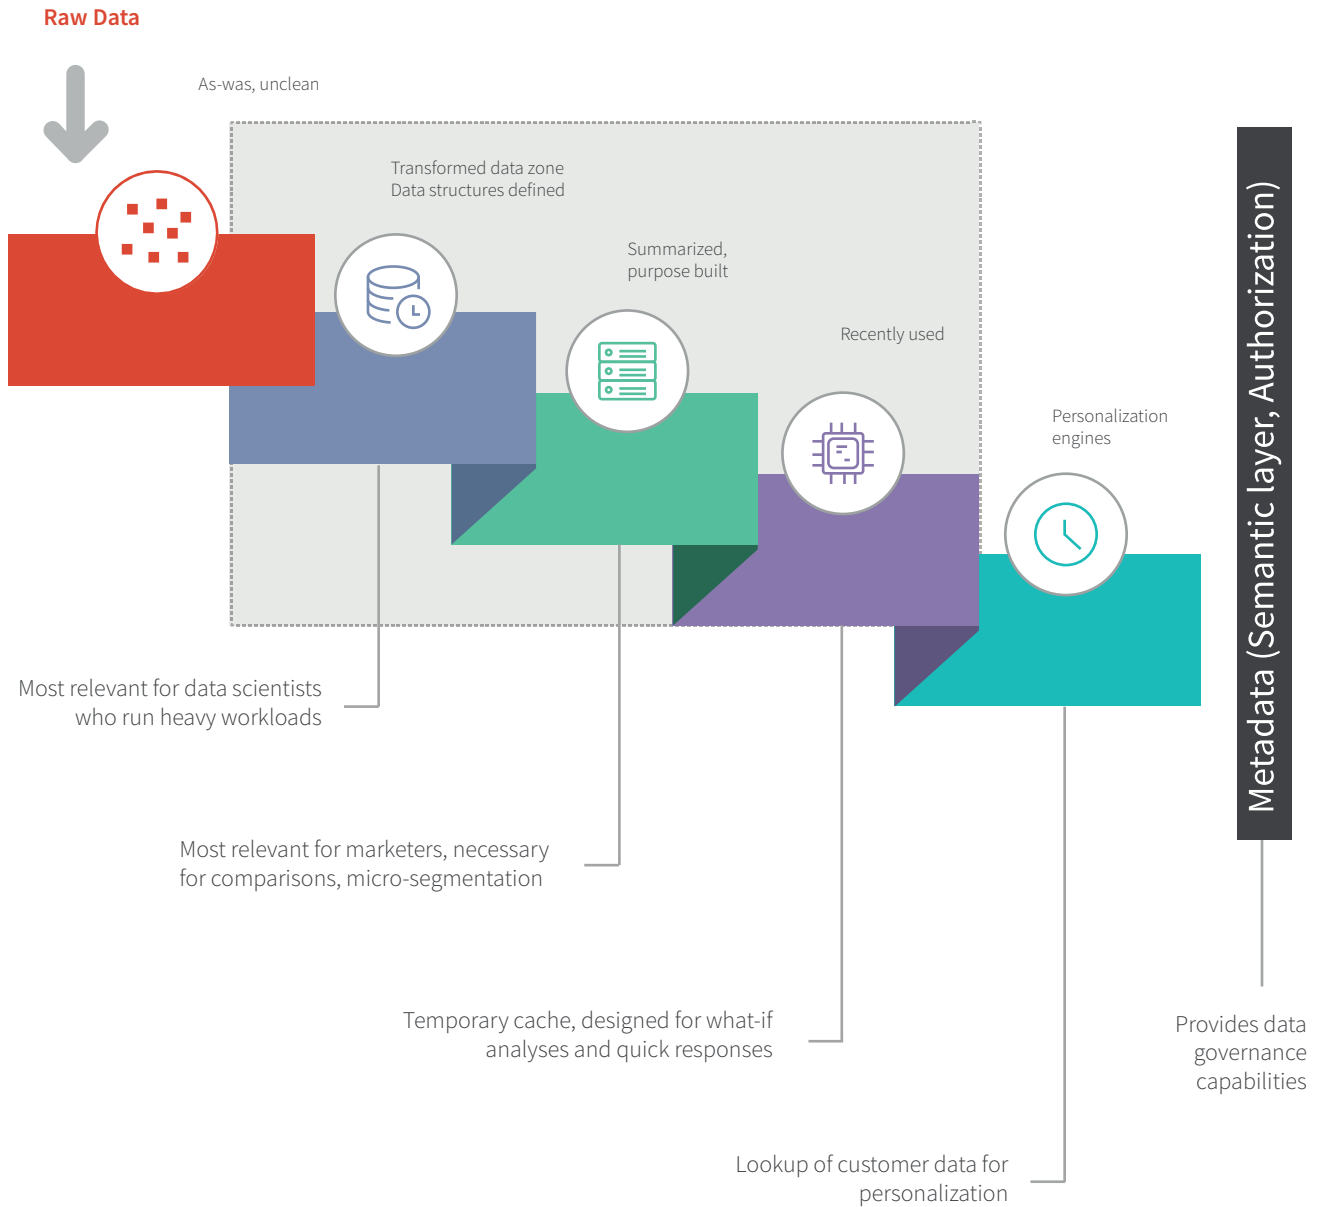 Raw Data
As-was, unclean
Transformed data zone
Data structures defined
Summarized,
purpose built
Recently used
Personalization
engines
Metadata (Semantic layer, Authorization)
Most relevant for data scientists
who run heavy workloads
Most relevant for marketers, necessary
for comparisons, micro-segmentation
Temporary cache, designed for what-if
analyses and quick responses
Provides data
governance
capabilities
Lookup of customer data for
personalization